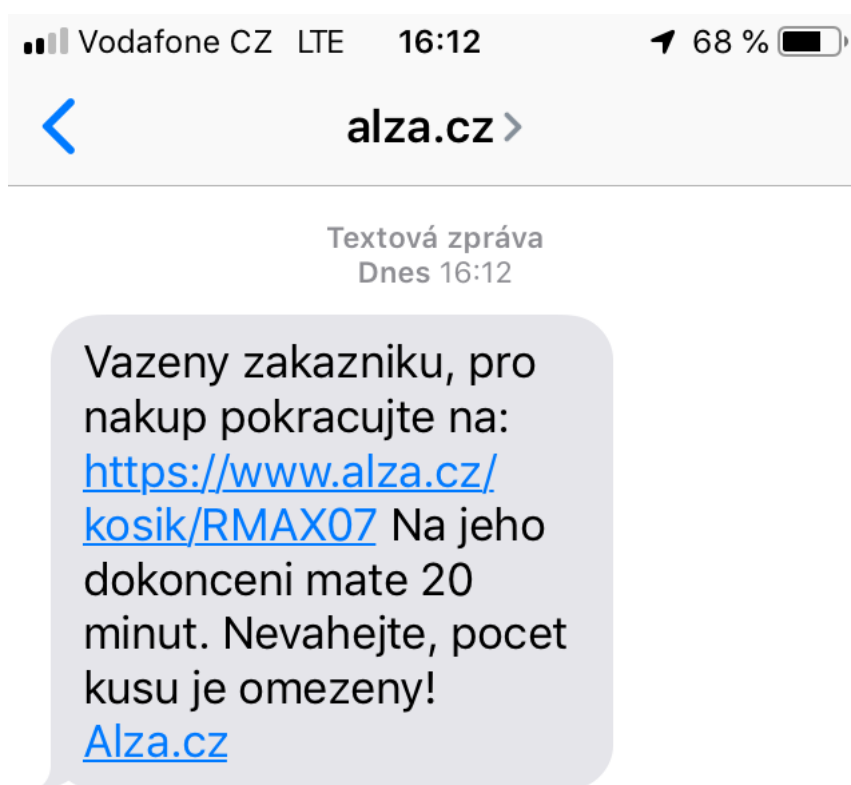 Vodafone CZ LTE 16:12 68 %
alza.cz
Textová zpráva
Dnes 16:12
Vazeny zakazniku, pro
nakup pokracujte na:
https://www.alza.cz/
kosik/RMAX07 Na jeho
dokonceni mate 20
minut. Nevahejte, pocet
kusu je omezeny!
Alza.cz